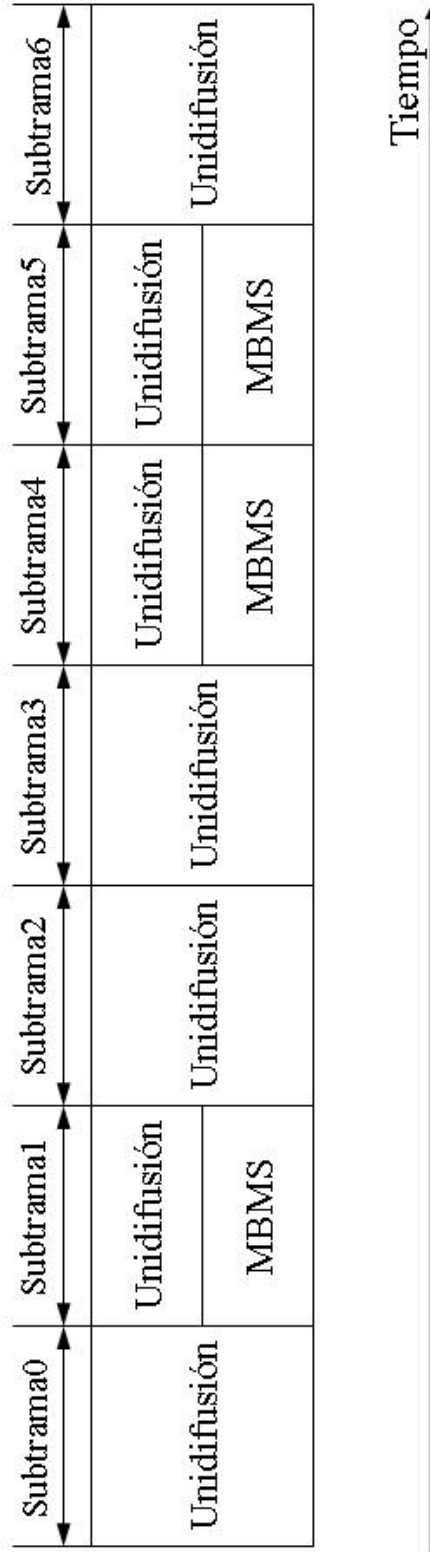 Subtrama0
Subtrama1
Subtrama2
Subtrama3
Subtrama4
Subtrama5
Subtrama6
Unidifusión
Unidifusión
MBMS
Unidifusión
Unidifusión
Unidifusión
MBMS
Unidifusión
MBMS
Unidifusión
Tiempo